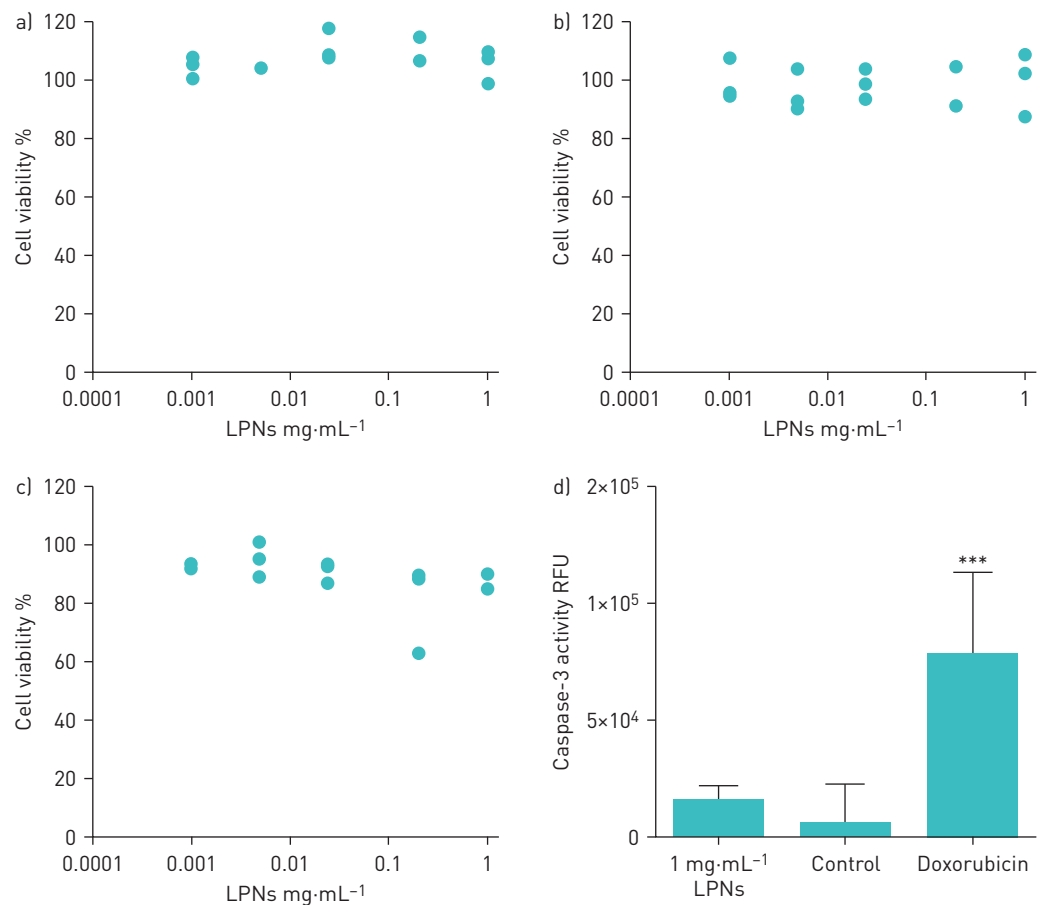 a)
120
100
80
60
40
20
0
Cell viability %
0.0001 0.001 0.01 0.1 1
LPNs mg·mL⁻¹
b)
120
100
80
60
40
20
0
Cell viability %
0.0001 0.001 0.01 0.1 1
LPNs mg·mL⁻¹
c)
120
100
80
60
40
20
0
Cell viability %
0.0001 0.001 0.01 0.1 1
LPNs mg·mL⁻¹
d)
2×10⁵
1×10⁵
5×10⁴
0
Caspase-3 activity RFU
***
1 mg·mL⁻¹
LPNs
Control
Doxorubicin